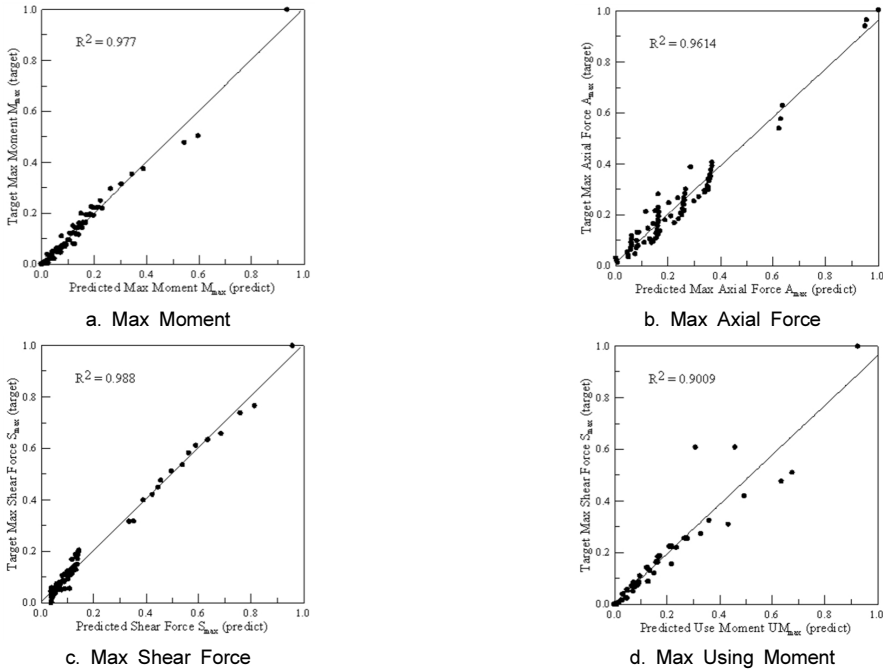 R² = 0.977
Target Max Moment Mmax (target)
1.0
0.8
0.6
0.4
0.2
0.0
0.0 0.2 0.4 0.6 0.8 1.0
Predicted Max Moment Mmax (predict)
a. Max Moment
R² = 0.9614
Target Max Axial Force Amax (target)
1.0
0.8
0.6
0.4
0.2
0.0
0.0 0.2 0.4 0.6 0.8 1.0
Predicted Max Axial Force Amax (predict)
b. Max Axial Force
R² = 0.988
Target Max Shear Force Smax (target)
1.0
0.8
0.6
0.4
0.2
0.0
0.0 0.2 0.4 0.6 0.8 1.0
Predicted Shear Force Smax (predict)
c. Max Shear Force
R² = 0.9009
Target Max Shear Force Smax (target)
1.0
0.8
0.6
0.4
0.2
0.0
0.0 0.2 0.4 0.6 0.8 1.0
Predicted Use Moment UMmax (predict)
d. Max Using Moment